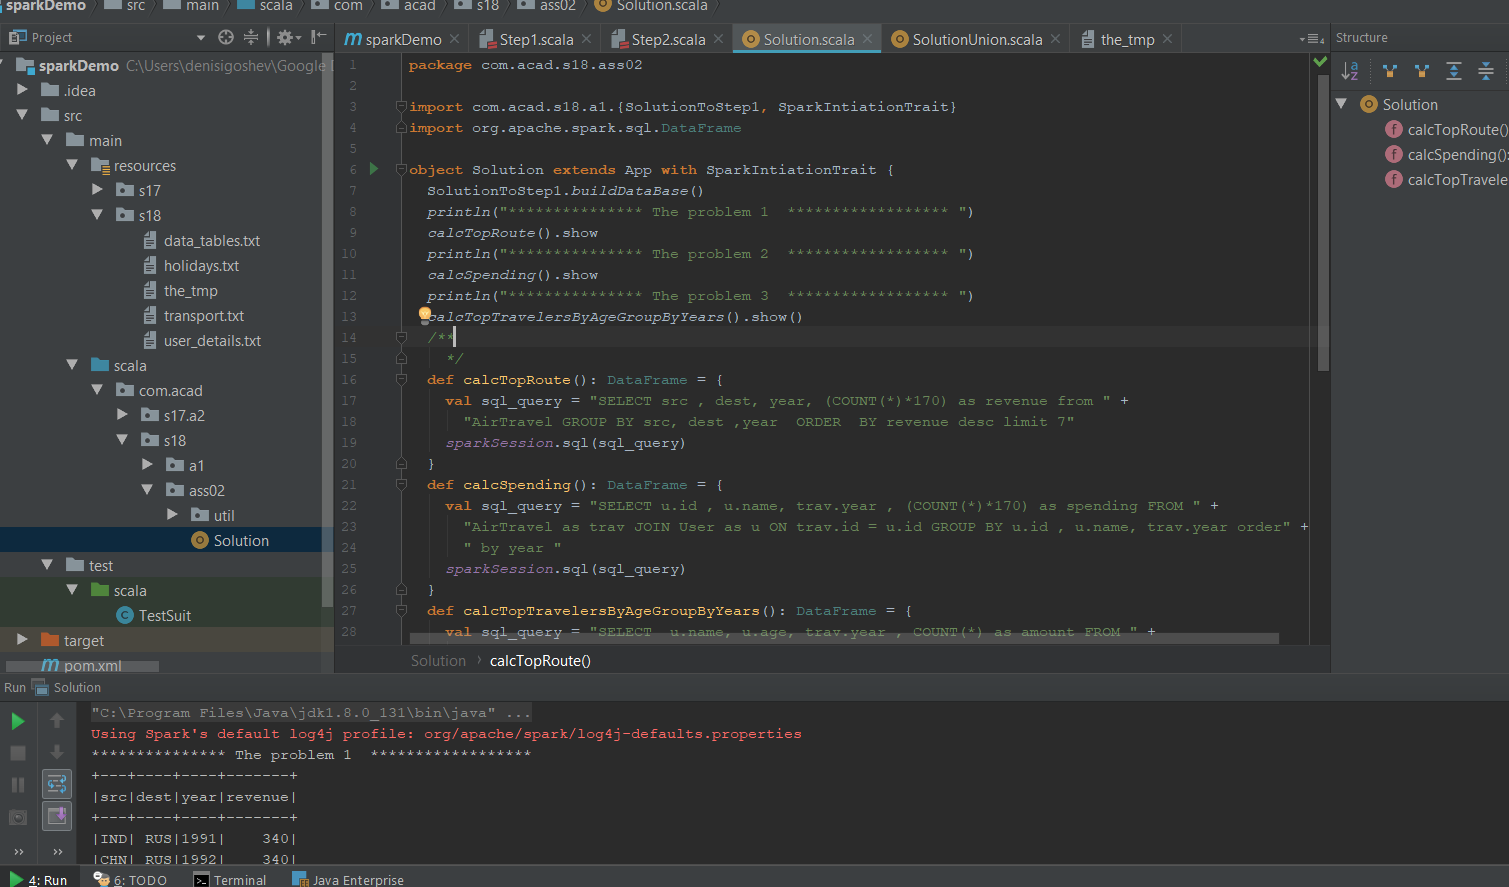 sparkDemo src main scala com acad s18 ass02 Solution.scala
Project
sparkDemo Step1.scala Step2.scala Solution.scala SolutionUnion.scala the_tmp
4
Structure
sparkDemo C:\Users\denisigoshev\Google
.idea
src
main
resources
s17
s18
data_tables.txt
holidays.txt
the_tmp
transport.txt
user_details.txt
scala
com.acad
s17.a2
s18
a1
ass02
util
Solution
test
scala
TestSuit
target
pom.xml
1 package com.acad.s18.ass02
2
3 import com.acad.s18.a1.{SolutionToStep1, SparkIntiationTrait}
4 import org.apache.spark.sql.DataFrame
5
6 object Solution extends App with SparkIntiationTrait {
7 SolutionToStep1.buildDataBase()
8 println("*************** The problem 1  ****************** ")
9 calcTopRoute().show
10 println("*************** The problem 2  ****************** ")
11 calcSpending().show
12 println("*************** The problem 3  ****************** ")
13 calcTopTravelersByAgeGroupByYears().show()
14 /**
15 */
16 def calcTopRoute(): DataFrame = {
17 val sql_query = "SELECT src , dest, year, (COUNT(*)*170) as revenue from " +
18 "AirTravel GROUP BY src, dest ,year  ORDER  BY revenue desc limit 7"
19 sparkSession.sql(sql_query)
20 }
21 def calcSpending(): DataFrame = {
22 val sql_query = "SELECT u.id , u.name, trav.year , (COUNT(*)*170) as spending FROM " +
23 "AirTravel as trav JOIN User as u ON trav.id = u.id GROUP BY u.id , u.name, trav.year order" +
24 " by year "
25 sparkSession.sql(sql_query)
26 }
27 def calcTopTravelersByAgeGroupByYears(): DataFrame = {
28 val sql_query = "SELECT  u.name, u.age, trav.year , COUNT(*) as amount FROM " +
Solution › calcTopRoute()
Solution
calcTopRoute()
calcSpending():
calcTopTravele
Run Solution
"C:\Program Files\Java\jdk1.8.0_131\bin\java" ...
Using Spark's default log4j profile: org/apache/spark/log4j-defaults.properties
*************** The problem 1  ******************
+---+----+----+-------+
|src|dest|year|revenue|
+---+----+----+-------+
|IND| RUS|1991|    340|
|CHN| RUS|1992|    340|
4: Run 6: TODO Terminal Java Enterprise